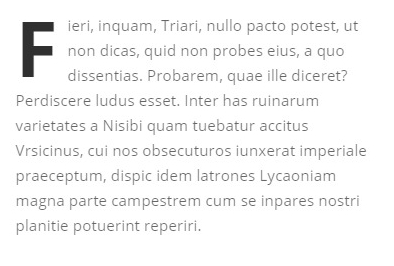 Fieri, inquam, Triari, nullo pacto potest, ut
non dicas, quid non probes eius, a quo
dissentias. Probarem, quae ille diceret?
Perdiscere ludus esset. Inter has ruinarum
varietates a Nisibi quam tuebatur accitus
Vrsicinus, cui nos obsecuturos iunxerat imperiale
praeceptum, dispic idem latrones Lycaoniam
magna parte campestrem cum se inpares nostri
planitie potuerint reperiri.